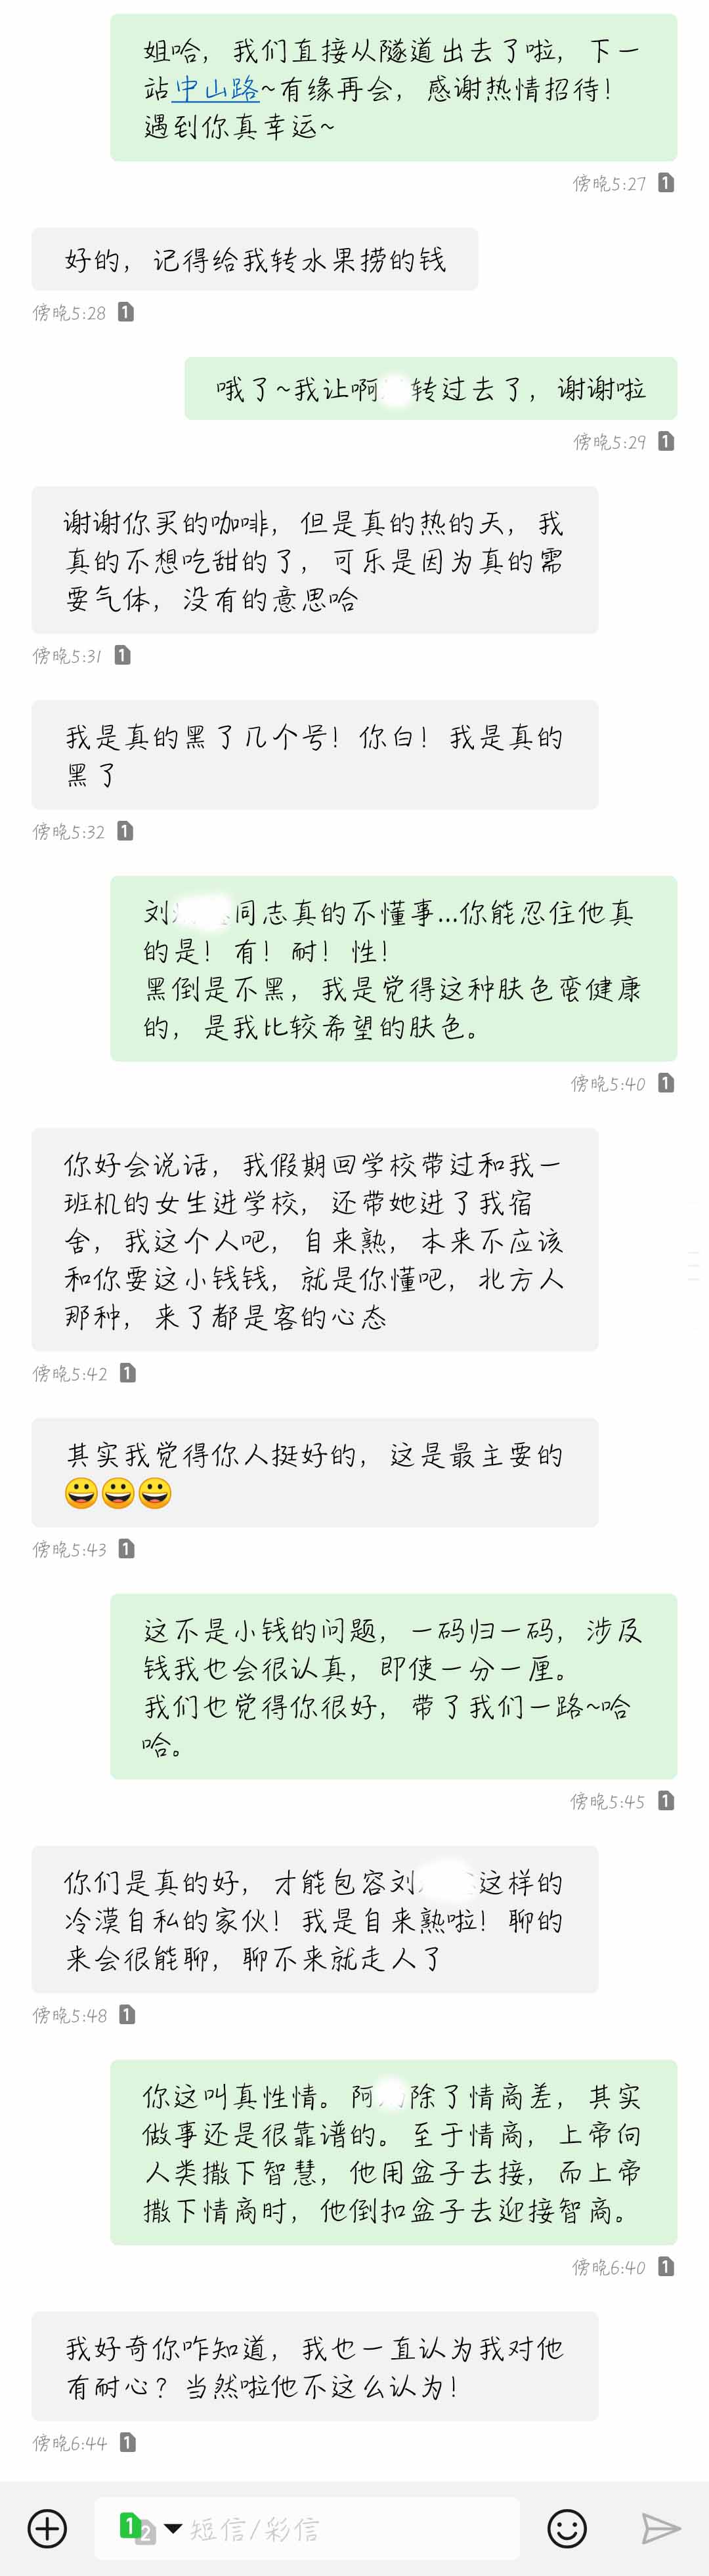 姐哈，我们直接从隧道出去了啦，下一
站中山路~有缘再会，感谢热情招待！
遇到你真幸运~
傍晚5:27 1
好的，记得给我转水果捞的钱
傍晚5:28 1
哦了~我让啊 转过去了，谢谢啦
傍晚5:29 1
谢谢你买的咖啡，但是真的热的天，我
真的不想吃甜的了，可乐是因为真的需
要气体，没有的意思哈
傍晚5:31 1
我是真的黑了几个号！你白！我是真的
黑了
傍晚5:32 1
刘 同志真的不懂事...你能忍住他真
的是！有！耐！性！
黑倒是不黑，我是觉得这种肤色蛮健康
的，是我比较希望的肤色。
傍晚5:40 1
你好会说话，我假期回学校带过和我一
班机的女生进学校，还带她进了我宿
舍，我这个人吧，自来熟，本来不应该
和你要这小钱钱，就是你懂吧，北方人
那种，来了都是客的心态
傍晚5:42 1
其实我觉得你人挺好的，这是最主要的
😀😀😀
傍晚5:43 1
这不是小钱的问题，一码归一码，涉及
钱我也会很认真，即使一分一厘。
我们也觉得你很好，带了我们一路~哈
哈。
傍晚5:45 1
你们是真的好，才能包容刘 这样的
冷漠自私的家伙！我是自来熟啦！聊的
来会很能聊，聊不来就走人了
傍晚5:48 1
你这叫真性情。阿 除了情商差，其实
做事还是很靠谱的。至于情商，上帝向
人类撒下智慧，他用盆子去接，而上帝
撒下情商时，他倒扣盆子去迎接智商。
傍晚6:40 1
我好奇你咋知道，我也一直认为我对他
有耐心？当然啦他不这么认为！
傍晚6:44 1
1 2 短信/彩信